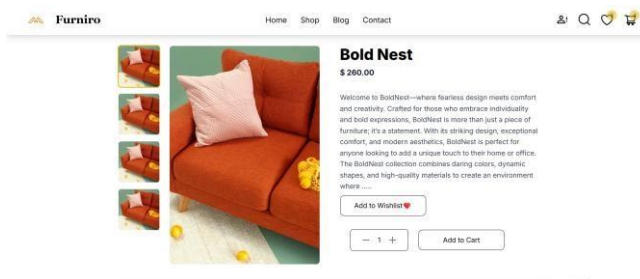 Furniro
Home Shop Blog Contact
Bold Nest
$ 260.00
Welcome to BoldNest—where fearless design meets comfort
and creativity. Crafted for those who embrace individuality
and bold expressions, BoldNest is more than just a piece of
furniture; it's a statement. With its striking design, exceptional
comfort, and modern aesthetics, BoldNest is perfect for
anyone looking to add a unique touch to their home or office.
The BoldNest collection combines daring colors, dynamic
shapes, and high-quality materials to create an environment
where .....
Add to Wishlist❤️
— 1 +
Add to Cart